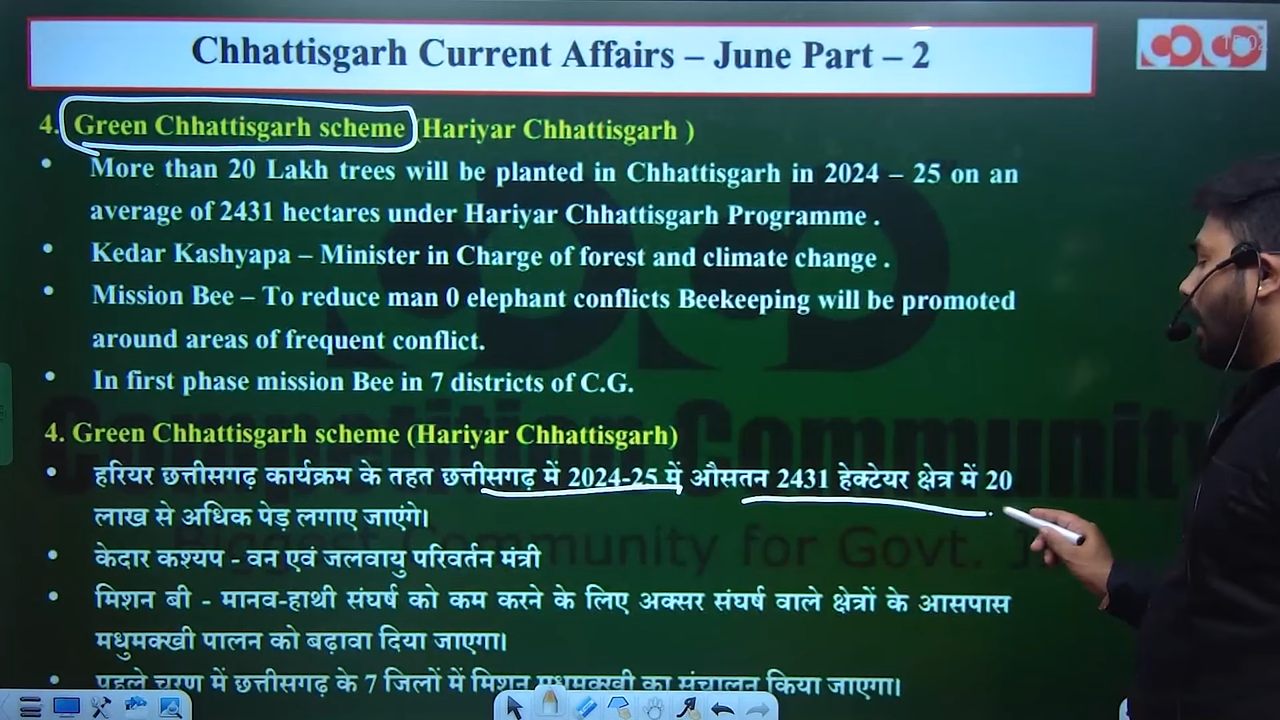 Chhattisgarh Current Affairs – June Part – 2
4. Green Chhattisgarh scheme (Hariyar Chhattisgarh )
• More than 20 Lakh trees will be planted in Chhattisgarh in 2024 – 25 on an
average of 2431 hectares under Hariyar Chhattisgarh Programme .
• Kedar Kashyapa – Minister in Charge of forest and climate change .
• Mission Bee – To reduce man 0 elephant conflicts Beekeeping will be promoted
around areas of frequent conflict.
• In first phase mission Bee in 7 districts of C.G.
4. Green Chhattisgarh scheme (Hariyar Chhattisgarh)
• हरियर छत्तीसगढ़ कार्यक्रम के तहत छत्तीसगढ़ में 2024-25 में औसतन 2431 हेक्टेयर क्षेत्र में 20
लाख से अधिक पेड़ लगाए जाएंगे।
• केदार कश्यप - वन एवं जलवायु परिवर्तन मंत्री
• मिशन बी - मानव-हाथी संघर्ष को कम करने के लिए अक्सर संघर्ष वाले क्षेत्रों के आसपास
मधुमक्खी पालन को बढ़ावा दिया जाएगा।
• पहले चरण में छत्तीसगढ़ के 7 जिलों में मिशन मधुमक्खी का संचालन किया जाएगा।
Competition Community
Biggest Community for Govt.